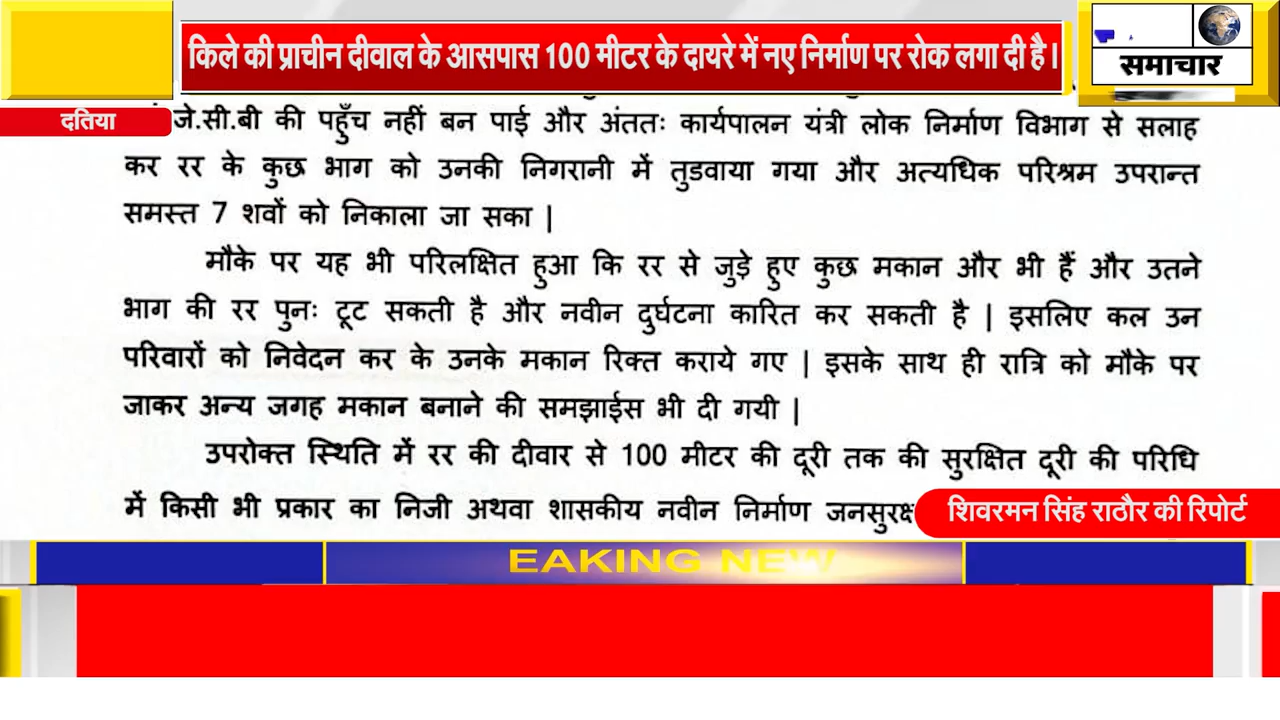 किले की प्राचीन दीवाल के आसपास 100 मीटर के दायरे में नए निर्माण पर रोक लगा दी है।
समाचार
दतिया
जे.सी.बी की पहुँच नहीं बन पाई और अंततः कार्यपालन यंत्री लोक निर्माण विभाग से सलाह
कर रर के कुछ भाग को उनकी निगरानी में तुडवाया गया और अत्यधिक परिश्रम उपरान्त
समस्त 7 शवों को निकाला जा सका |
मौके पर यह भी परिलक्षित हुआ कि रर से जुड़े हुए कुछ मकान और भी हैं और उतने
भाग की रर पुनः टूट सकती है और नवीन दुर्घटना कारित कर सकती है | इसलिए कल उन
परिवारों को निवेदन कर के उनके मकान रिक्त कराये गए | इसके साथ ही रात्रि को मौके पर
जाकर अन्य जगह मकान बनाने की समझाईस भी दी गयी |
उपरोक्त स्थिति में रर की दीवार से 100 मीटर की दूरी तक की सुरक्षित दूरी की परिधि
में किसी भी प्रकार का निजी अथवा शासकीय नवीन निर्माण जनसुरक्ष
शिवरमन सिंह राठौर की रिपोर्ट
EAKING NEW